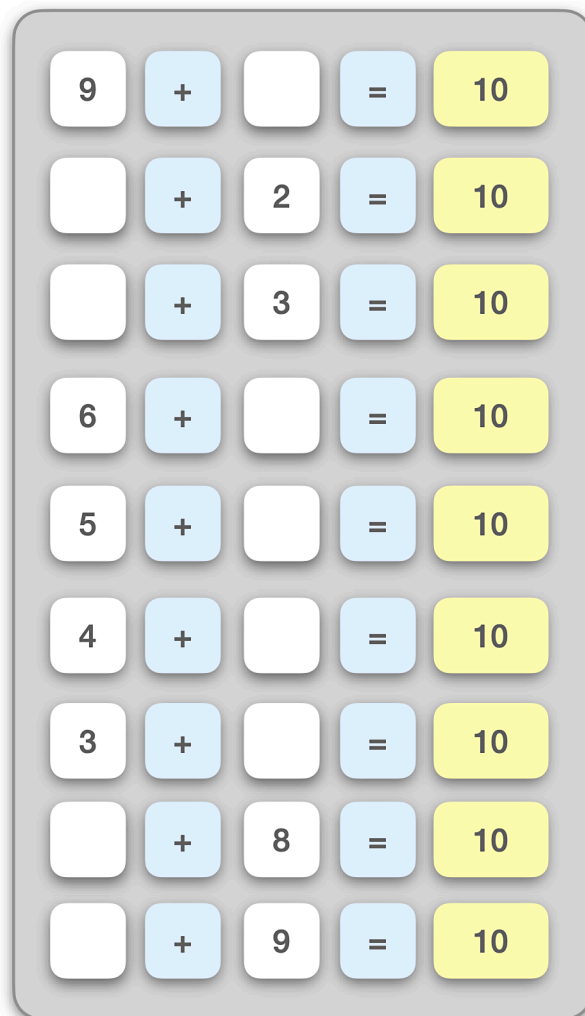 9 + = 10
+ 2 = 10
+ 3 = 10
6 + = 10
5 + = 10
4 + = 10
3 + = 10
+ 8 = 10
+ 9 = 10